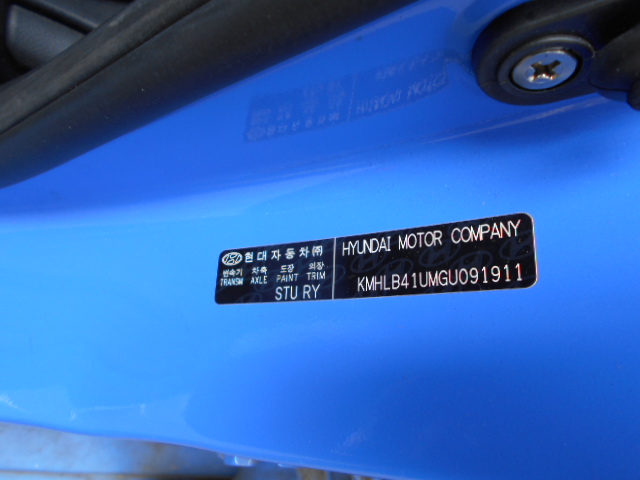 현대자동차㈜ HYUNDAI MOTOR COMPANY
변속기 차축 도장 의장
TRANSM AXLE PAINT TRIM
STU RY
KMHLB41UMGU091911